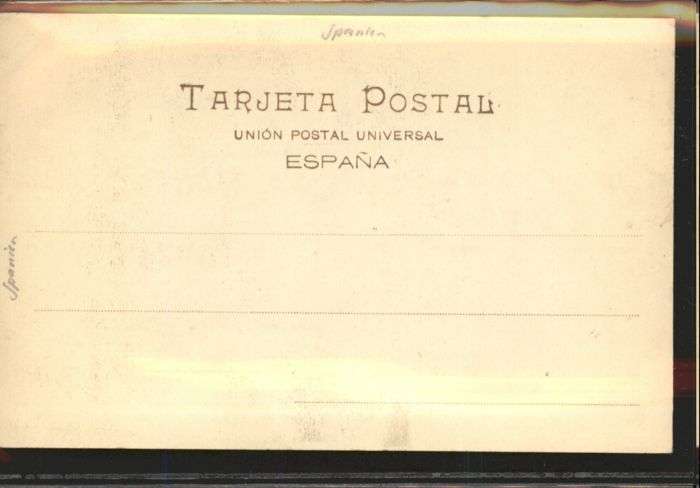 Spanien
TARJETA POSTAL
UNIÓN POSTAL UNIVERSAL
ESPAÑA
Spanien